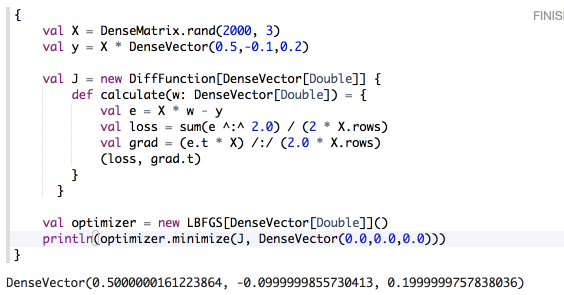 {
FINIS
    val X = DenseMatrix.rand(2000, 3)
    val y = X * DenseVector(0.5,-0.1,0.2)
    val J = new DiffFunction[DenseVector[Double]] {
        def calculate(w: DenseVector[Double]) = {
            val e = X * w - y
            val loss = sum(e ^:^ 2.0) / (2 * X.rows)
            val grad = (e.t * X) /:/ (2.0 * X.rows)
            (loss, grad.t)
        }
      }
    val optimizer = new LBFGS[DenseVector[Double]]()
    println(optimizer.minimize(J, DenseVector(0.0,0.0,0.0)))
}
DenseVector(0.5000000161223864, -0.0999999855730413, 0.1999999757838036)